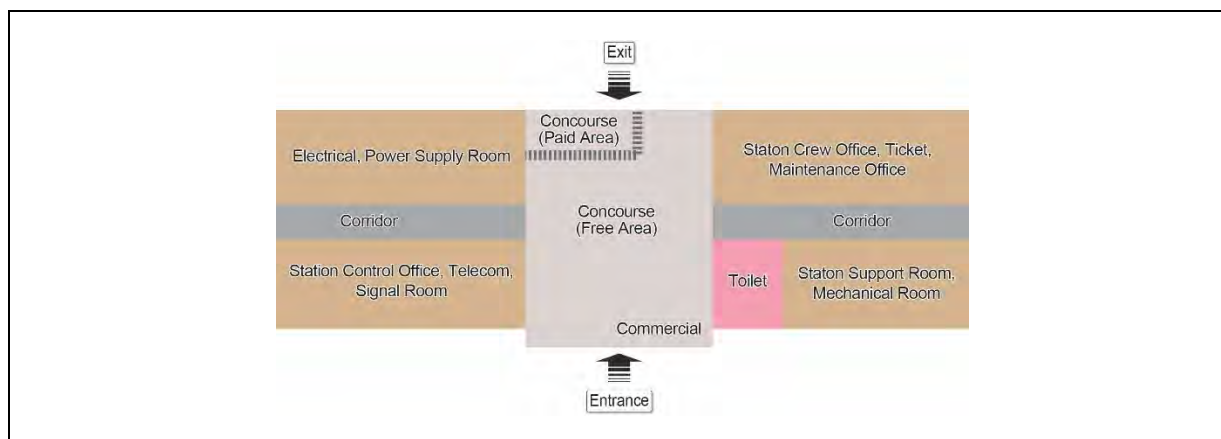 Exit
Concourse
(Paid Area)
Electrical, Power Supply Room
Staton Crew Office, Ticket,
Maintenance Office
Corridor
Concourse
(Free Area)
Corridor
Station Control Office, Telecom,
Signal Room
Toilet
Staton Support Room,
Mechanical Room
Commercial
Entrance